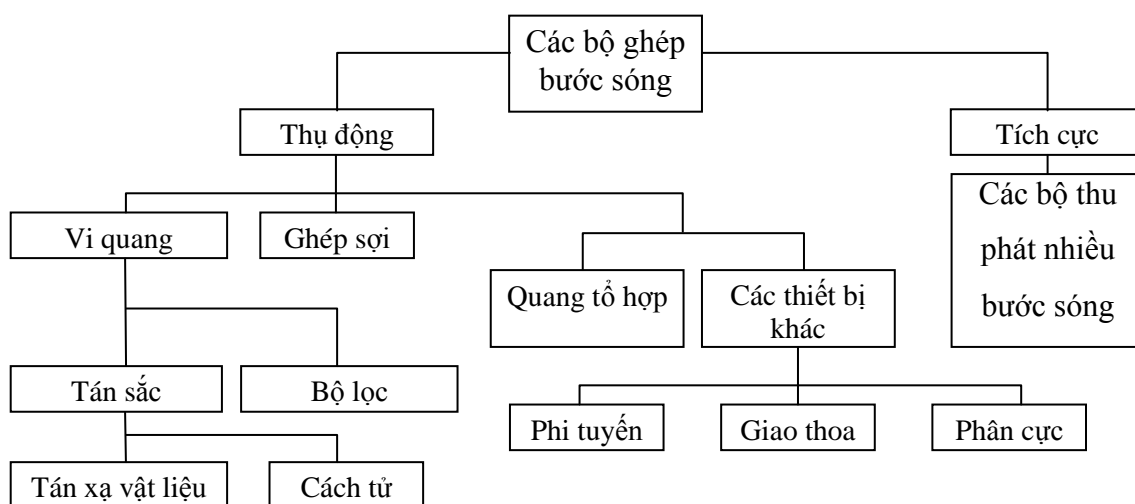 Các bộ ghép
bước sóng
Thụ động
Tích cực
Vi quang
Ghép sợi
Các bộ thu
phát nhiều
bước sóng
Quang tổ hợp
Các thiết bị
khác
Tán sắc
Bộ lọc
Phi tuyến
Giao thoa
Phân cực
Tán xạ vật liệu
Cách tử